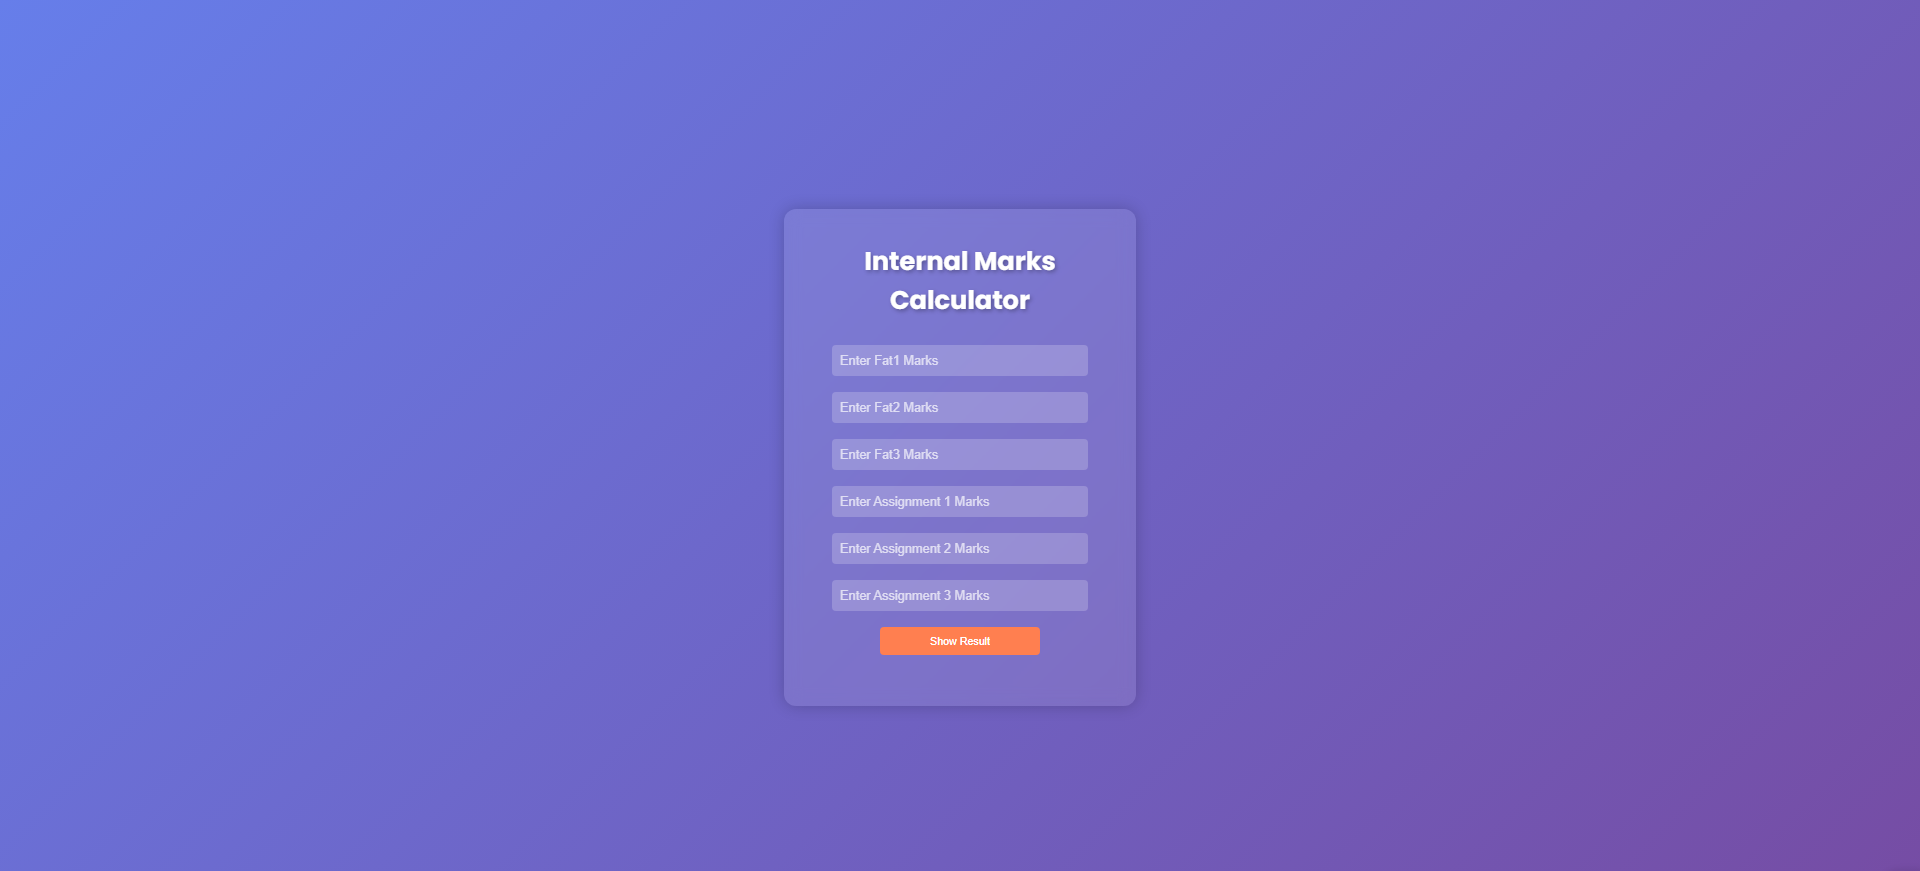 Internal Marks
Calculator
Enter Fat1 Marks
Enter Fat2 Marks
Enter Fat3 Marks
Enter Assignment 1 Marks
Enter Assignment 2 Marks
Enter Assignment 3 Marks
Show Result